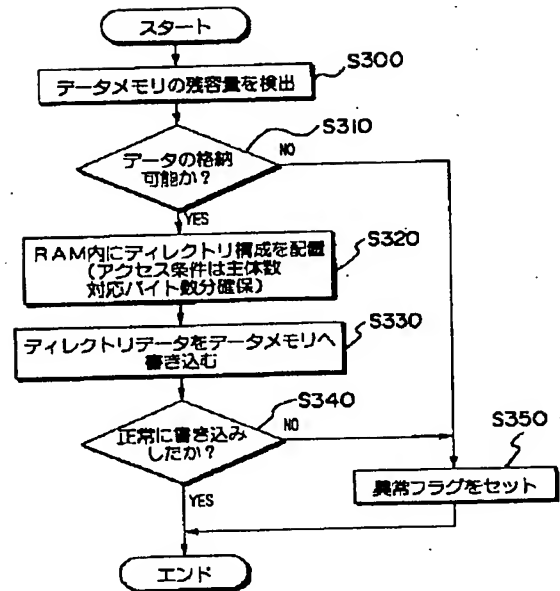 スタート
S300
データメモリの残容量を検出
S310
データの格納
可能か?
NO
YES
S320
RAM内にディレクトリ構成を配置
(アクセス条件は主体数
対応バイト数分確保)
S330
ディレクトリデータをデータメモリへ
書き込む
S340
正常に書き込み
したか?
NO
YES
S350
異常フラグをセット
エンド